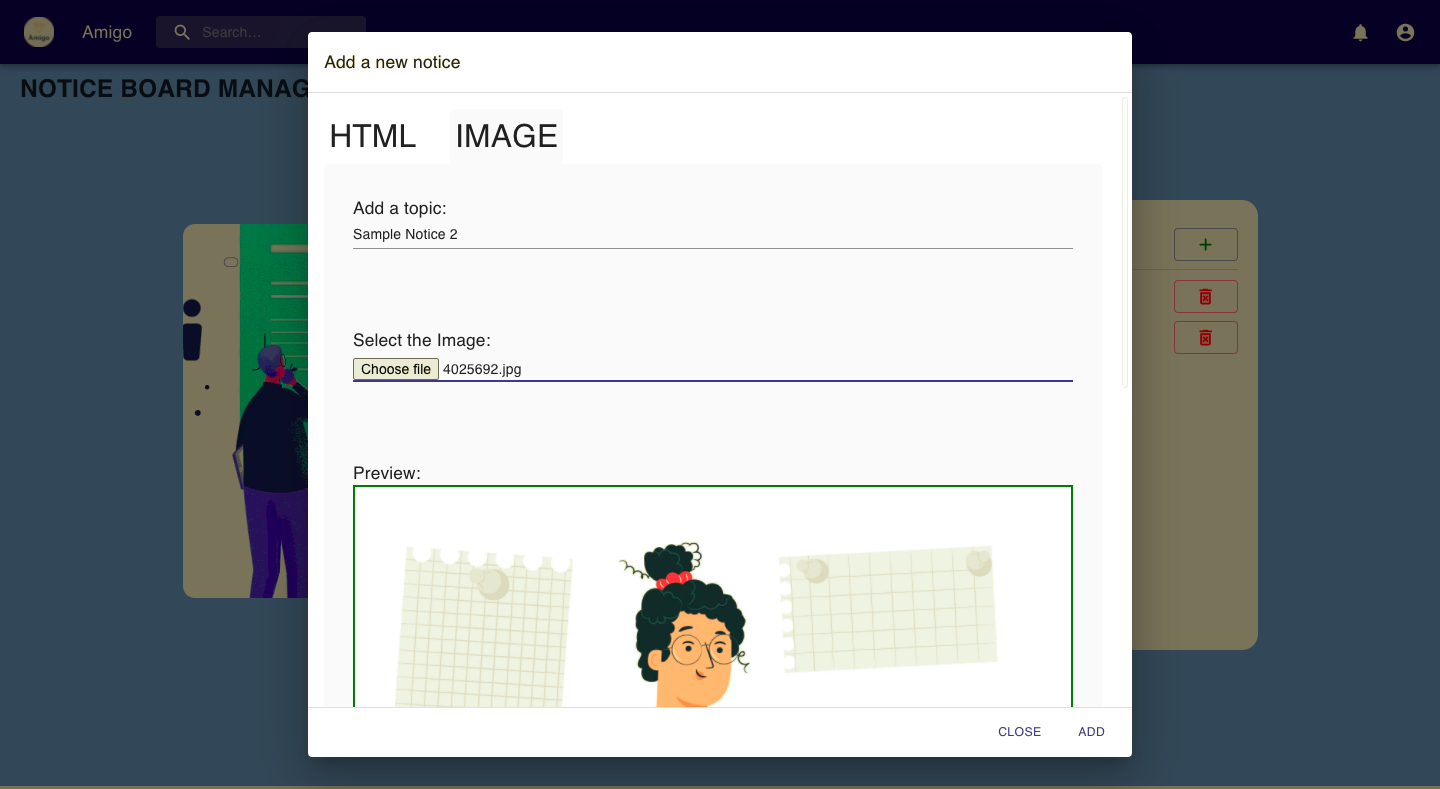 Amigo
Amigo
Search...
NOTICE BOARD MANAG
Add a new notice
HTML
IMAGE
Add a topic:
Sample Notice 2
Select the Image:
Choose file 4025692.jpg
Preview:
CLOSE
ADD